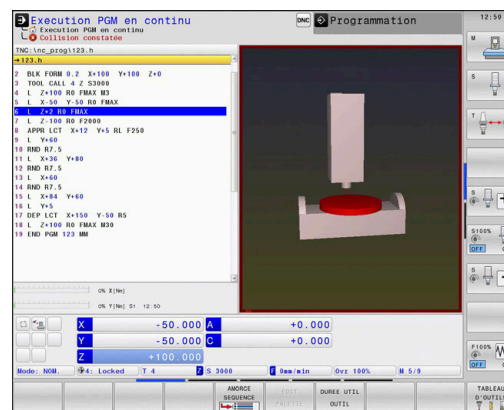 Execution PGM en continu
DNC
Programmation
12:50
Execution PGM en continu
Collision constatée
TNC:\nc_prog\123.h
→123.h
2 BLK FORM 0.2 X+100 Y+100 Z+0
3 TOOL CALL 4 Z S3000
4 L Z+100 R0 FMAX M3
5 L X-50 Y-50 R0 FMAX
6 L Z+2 R0 FMAX
7 L Z-100 R0 F2000
8 APPR LCT X+12 Y+5 RL F250
9 L Y+60
10 RND R7.5
11 L X+36 Y+80
12 RND R7.5
13 L X+60
14 RND R7.5
15 L X+84 Y+60
16 L Y+5
17 DEP LCT X+150 Y-50 R5
18 L Z+100 R0 FMAX M30
19 END PGM 123 MM
0% X[Nm]
0% Y[Nm] S1 12:50
X -50.000 A +0.000
Y -50.000 C +0.000
Z +100.000
Mode: NOM. 4: Locked T 4 Z S 3000 F 0mm/min Ovr 100% M 5/9
M
S
T
S
S100%
OFF
S
F100%
OFF
AMORCE
SEQUENCE
EDIT.
PALETTE
DUREE UTIL
OUTIL
TABLEAU
D'OUTIL